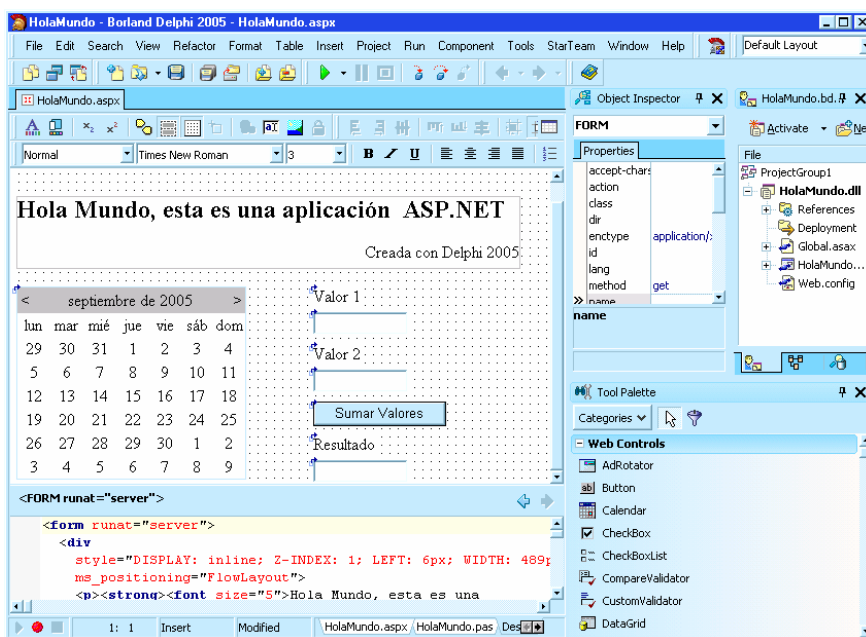 HolaMundo - Borland Delphi 2005 - HolaMundo.aspx
File Edit Search View Refactor Format Table Insert Project Run Component Tools StarTeam Window Help
Default Layout
HolaMundo.aspx
Normal Times New Roman 3 B I U
Hola Mundo, esta es una aplicación ASP.NET
Creada con Delphi 2005
< septiembre de 2005 >
lun mar mié jue vie sáb dom
29 30 31 1 2 3 4
5 6 7 8 9 10 11
12 13 14 15 16 17 18
19 20 21 22 23 24 25
26 27 28 29 30 1 2
3 4 5 6 7 8 9
Valor 1
Valor 2
Sumar Valores
Resultado
<FORM runat="server">
<form runat="server">
<div
style="DISPLAY: inline; Z-INDEX: 1; LEFT: 6px; WIDTH: 489p
ms_positioning="FlowLayout">
<p><strong><font size="5">Hola Mundo, esta es una
1: 1 Insert Modified HolaMundo.aspx HolaMundo.pas Des
Object Inspector
FORM
Properties
accept-chars
action
class
dir
enctype application/x
id
lang
method get
name
name
HolaMundo.bd.
Activate Ne
File
ProjectGroup1
HolaMundo.dll
References
Deployment
Global.asax
HolaMundo...
Web.config
Tool Palette
Categories
Web Controls
AdRotator
Button
Calendar
CheckBox
CheckBoxList
CompareValidator
CustomValidator
DataGrid